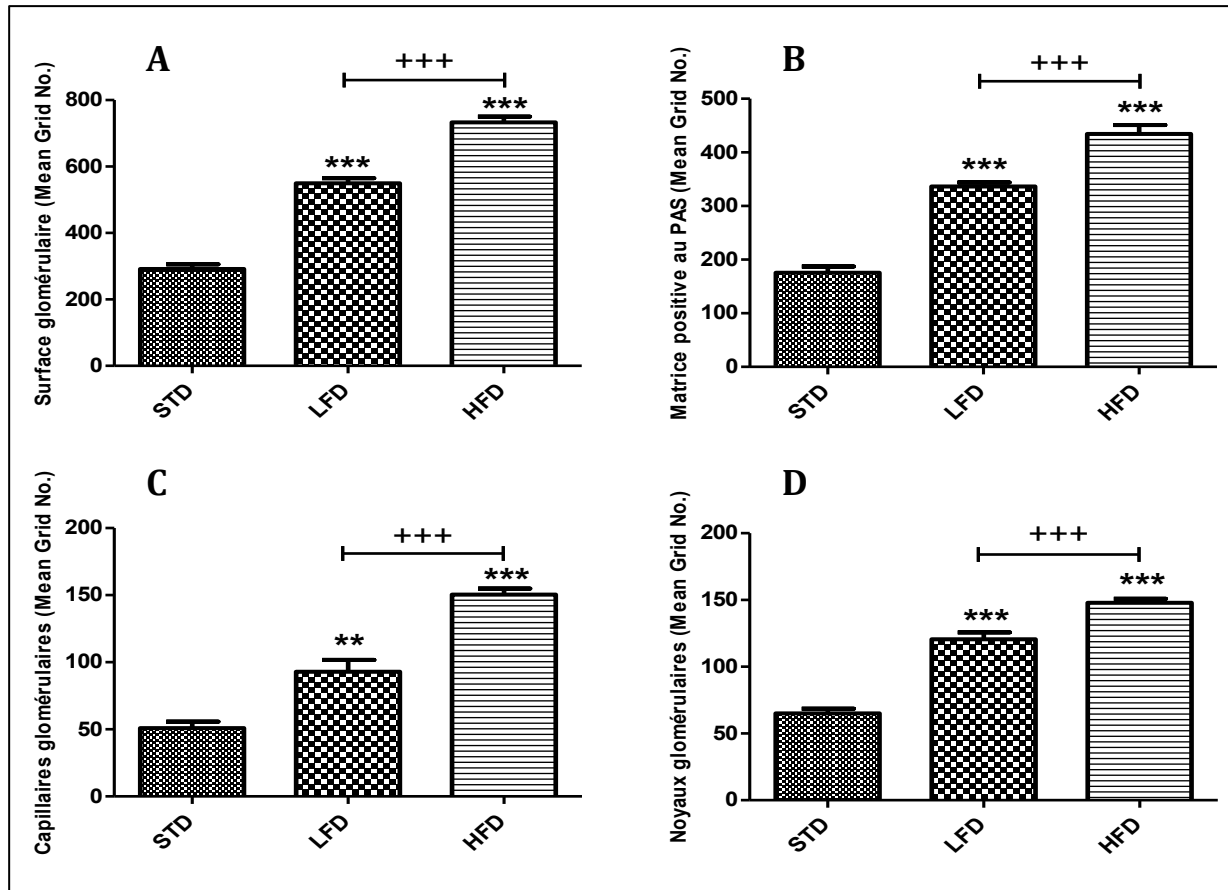 A
+++
Surface glomérulaire (Mean Grid No.)
800
600
400
200
0
***
***
STD
LFD
HFD
B
+++
Matrice positive au PAS (Mean Grid No.)
500
400
300
200
100
0
***
***
STD
LFD
HFD
C
+++
Capillaires glomérulaires (Mean Grid No.)
200
150
100
50
0
**
***
STD
LFD
HFD
D
+++
Noyaux glomérulaires (Mean Grid No.)
200
150
100
50
0
***
***
STD
LFD
HFD